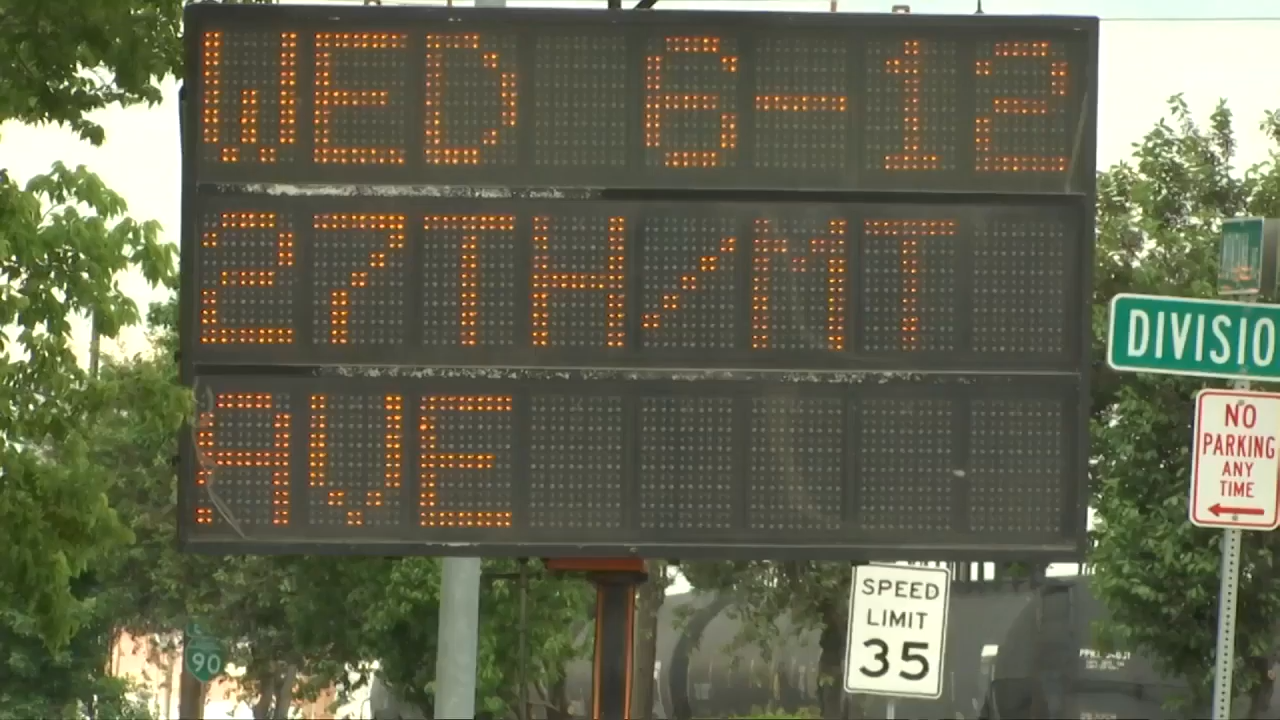 WED 6-12
27TH/MT
AVE
DIVISIO
NO
PARKING
ANY
TIME
SPEED
LIMIT
35
90